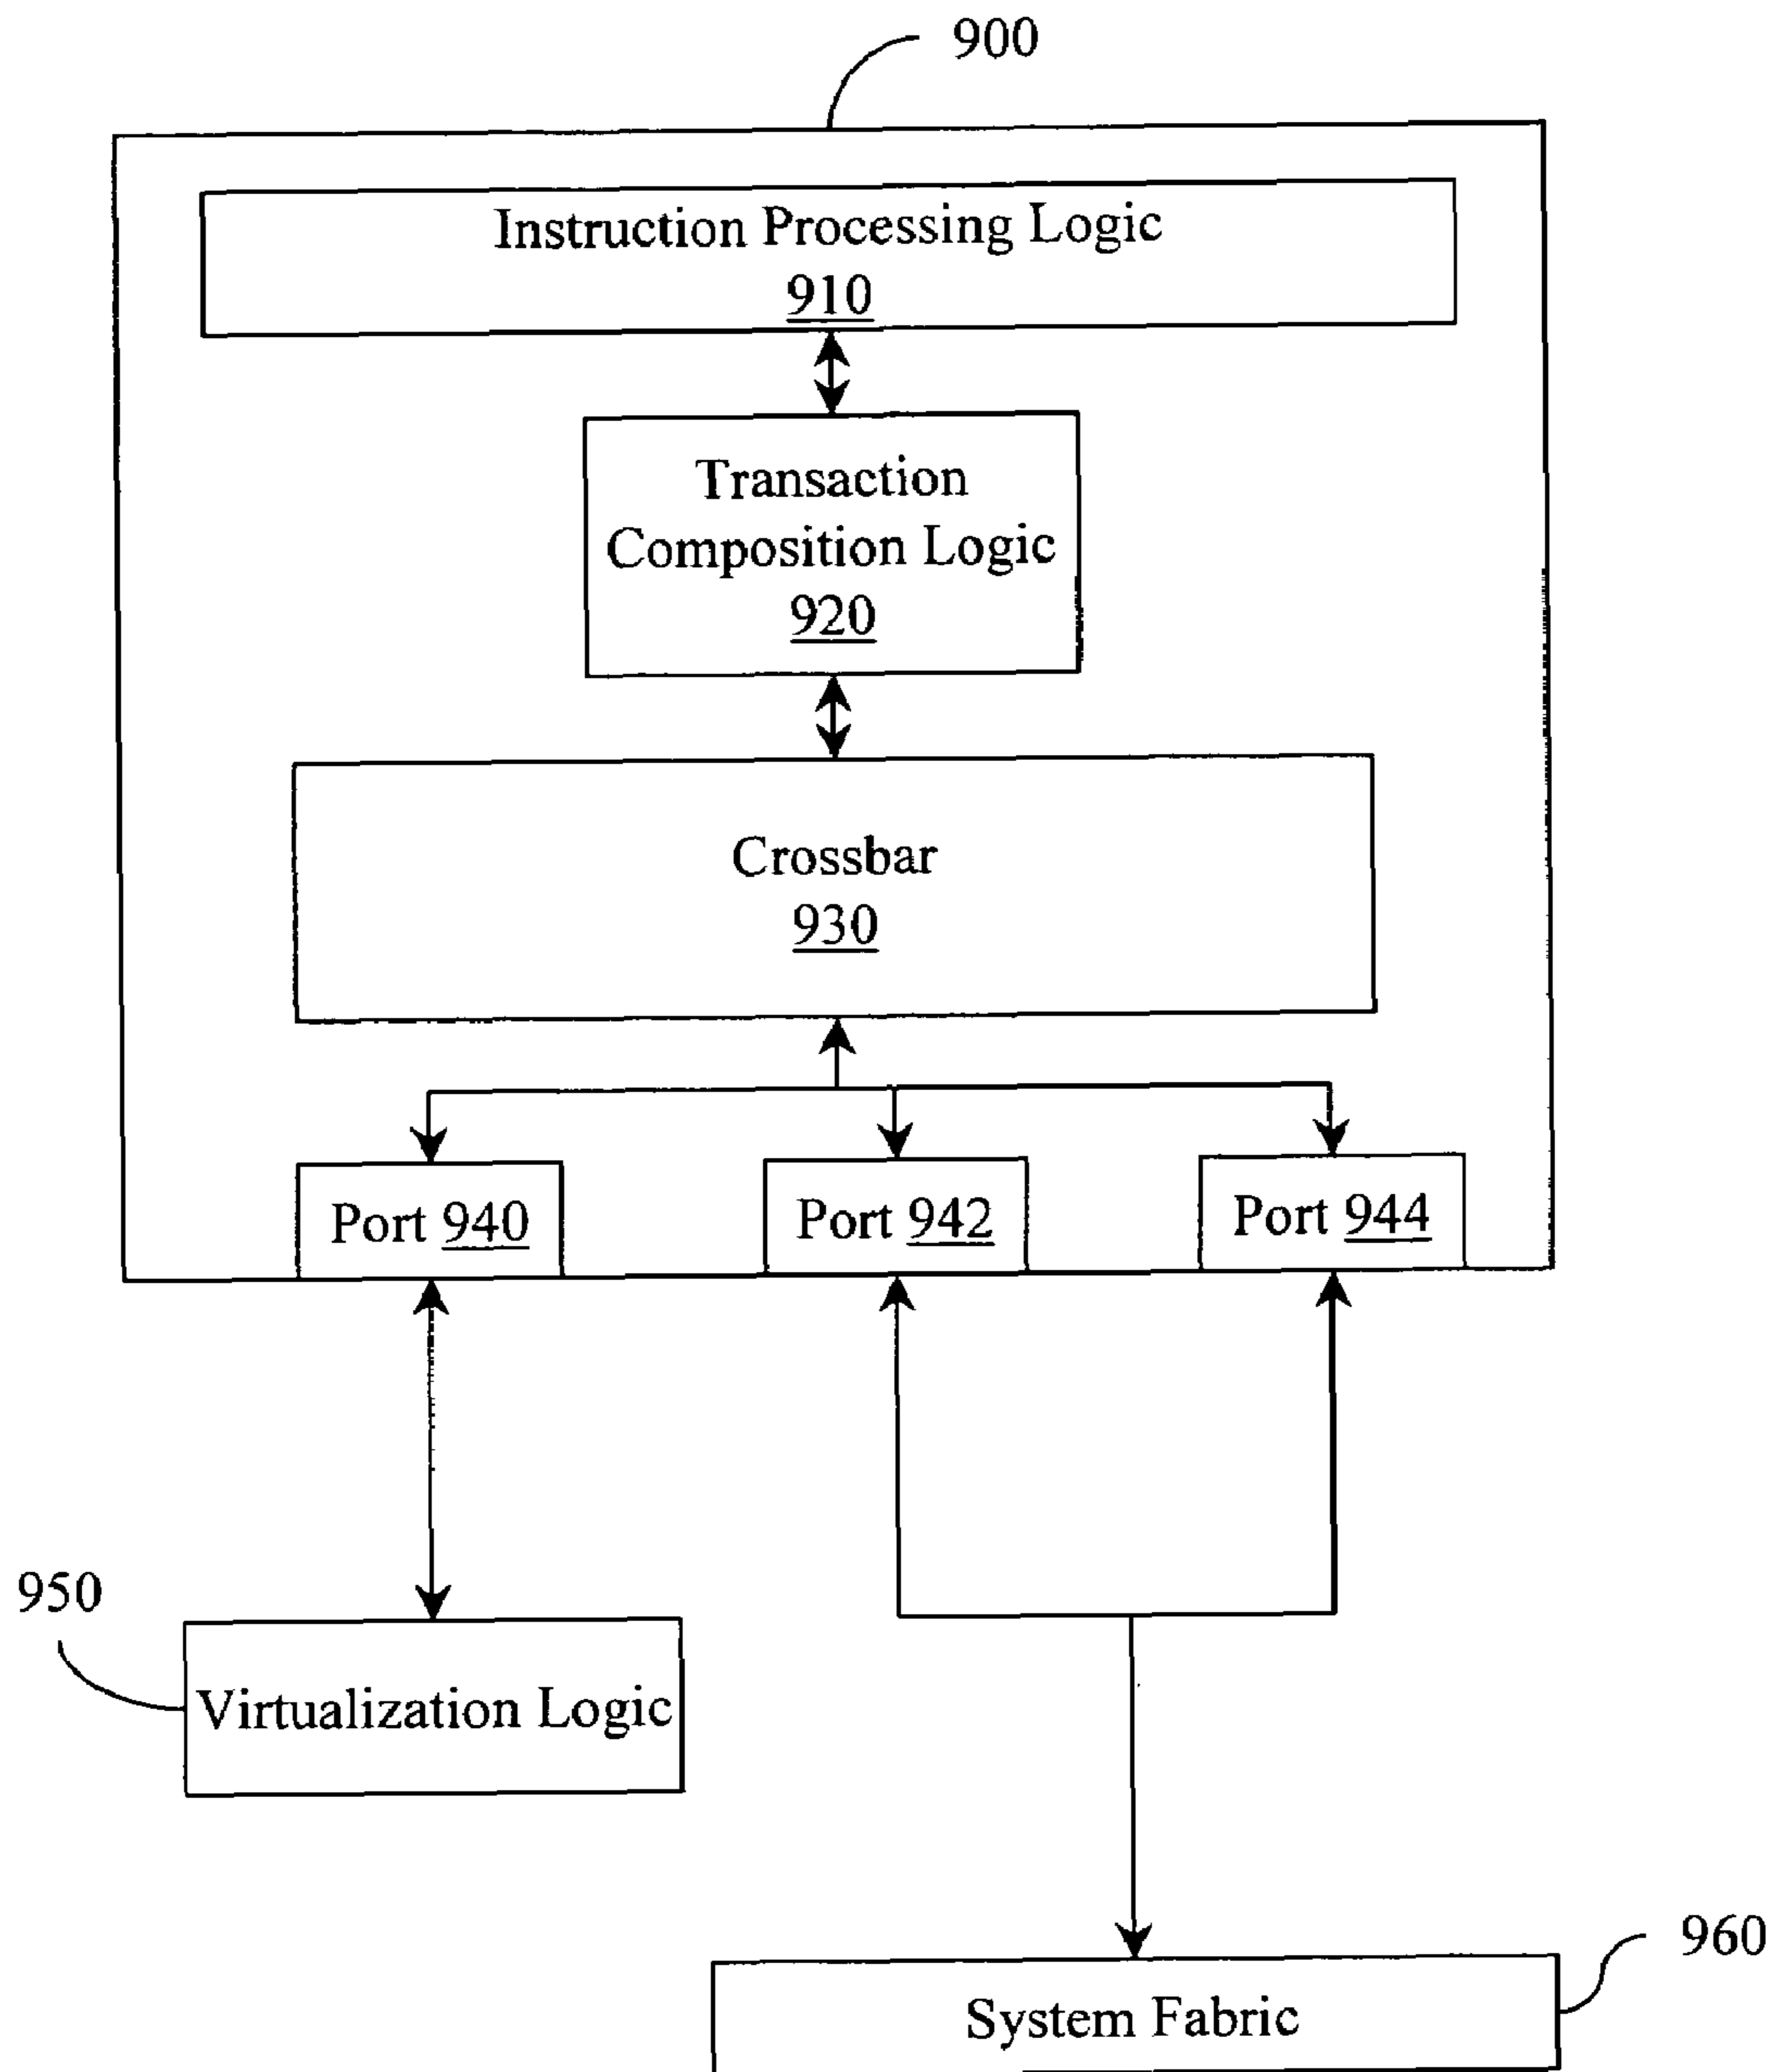 900
Instruction Processing Logic
910
Transaction
Composition Logic
920
Crossbar
930
Port 940
Port 942
Port 944
950
Virtualization Logic
960
System Fabric